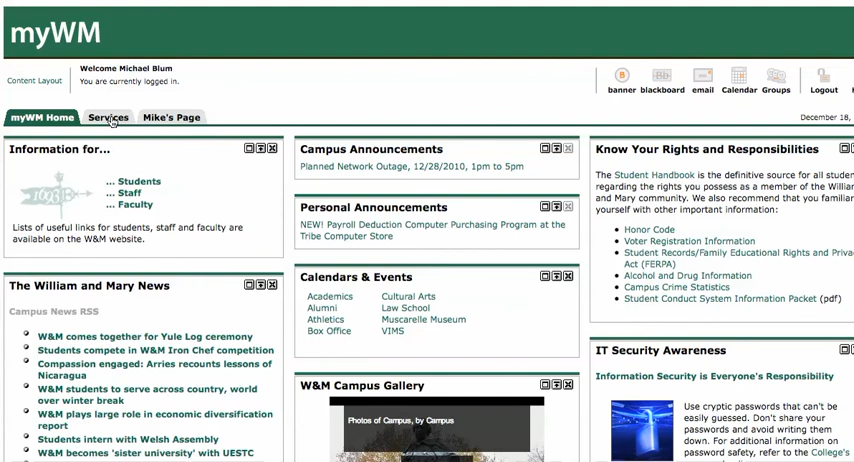 myWM
Content Layout
Welcome Michael Blum
You are currently logged in.
banner blackboard email Calendar Groups Logout
myWM Home Services Mike's Page
December 18,
Information for...
1693
... Students
... Staff
... Faculty
Lists of useful links for students, staff and faculty are
available on the W&M website.
The William and Mary News
Campus News RSS
W&M comes together for Yule Log ceremony
Students compete in W&M Iron Chef competition
Compassion engaged: Arries recounts lessons of
Nicaragua
W&M students to serve across country, world
over winter break
W&M plays large role in economic diversification
report
Students intern with Welsh Assembly
W&M becomes 'sister university' with UESTC
Campus Announcements
Planned Network Outage, 12/28/2010, 1pm to 5pm
Personal Announcements
NEW! Payroll Deduction Computer Purchasing Program at the
Tribe Computer Store
Calendars & Events
Academics Cultural Arts
Alumni Law School
Athletics Muscarelle Museum
Box Office VIMS
W&M Campus Gallery
Photos of Campus, by Campus
Know Your Rights and Responsibilities
The Student Handbook is the definitive source for all studen
regarding the rights you possess as a member of the William
and Mary community. We also recommend that you familiar
yourself with other important information:
Honor Code
Voter Registration Information
Student Records/Family Educational Rights and Priva
Act (FERPA)
Alcohol and Drug Information
Campus Crime Statistics
Student Conduct System Information Packet (pdf)
IT Security Awareness
Information Security is Everyone's Responsibility
Use cryptic passwords that can't be
easily guessed. Don't share your
passwords and avoid writing them
down. For additional information on
password safety, refer to the College's